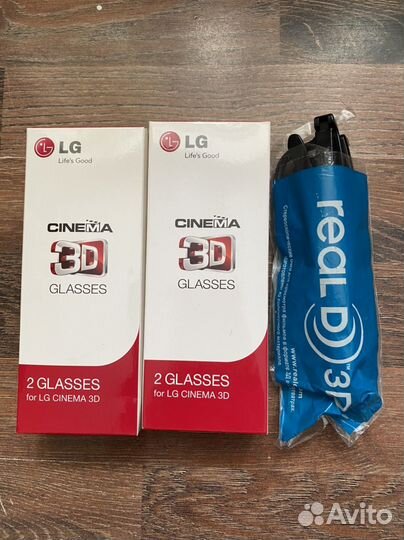 LG
Life's Good
CINEMA
3D
GLASSES
2 GLASSES
for LG CINEMA 3D
LG
Life's Good
CINEMA
3D
GLASSES
2 GLASSES
for LG CINEMA 3D
REALD 3D
Avito